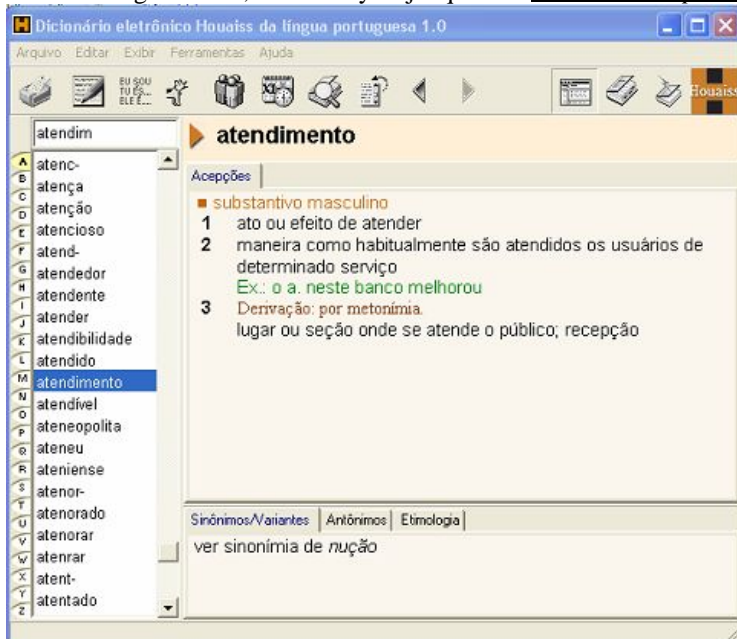 Dicionário eletrônico Houaiss da língua portuguesa 1.0
Arquivo Editar Exibir Ferramentas Ajuda
EU SOU
TU ÉS...
ELE É...
Houaiss
atendim
atendimento
A
B
C
D
E
F
G
H
I
J
K
L
M
N
O
P
Q
R
S
T
U
V
W
X
Y
Z
atenc-
atença
atenção
atencioso
atend-
atendedor
atendente
atender
atendibilidade
atendido
atendimento
atendível
ateneopolita
ateneu
ateniense
atenor-
atenorado
atenorar
atenrar
atent-
atentado
Acepções
substantivo masculino
1 ato ou efeito de atender
2 maneira como habitualmente são atendidos os usuários de
determinado serviço
Ex.: o a. neste banco melhorou
3 Derivação: por metonímia.
lugar ou seção onde se atende o público; recepção
Sinônimos/Variantes Antônimos Etimologia
ver sinonímia de nução